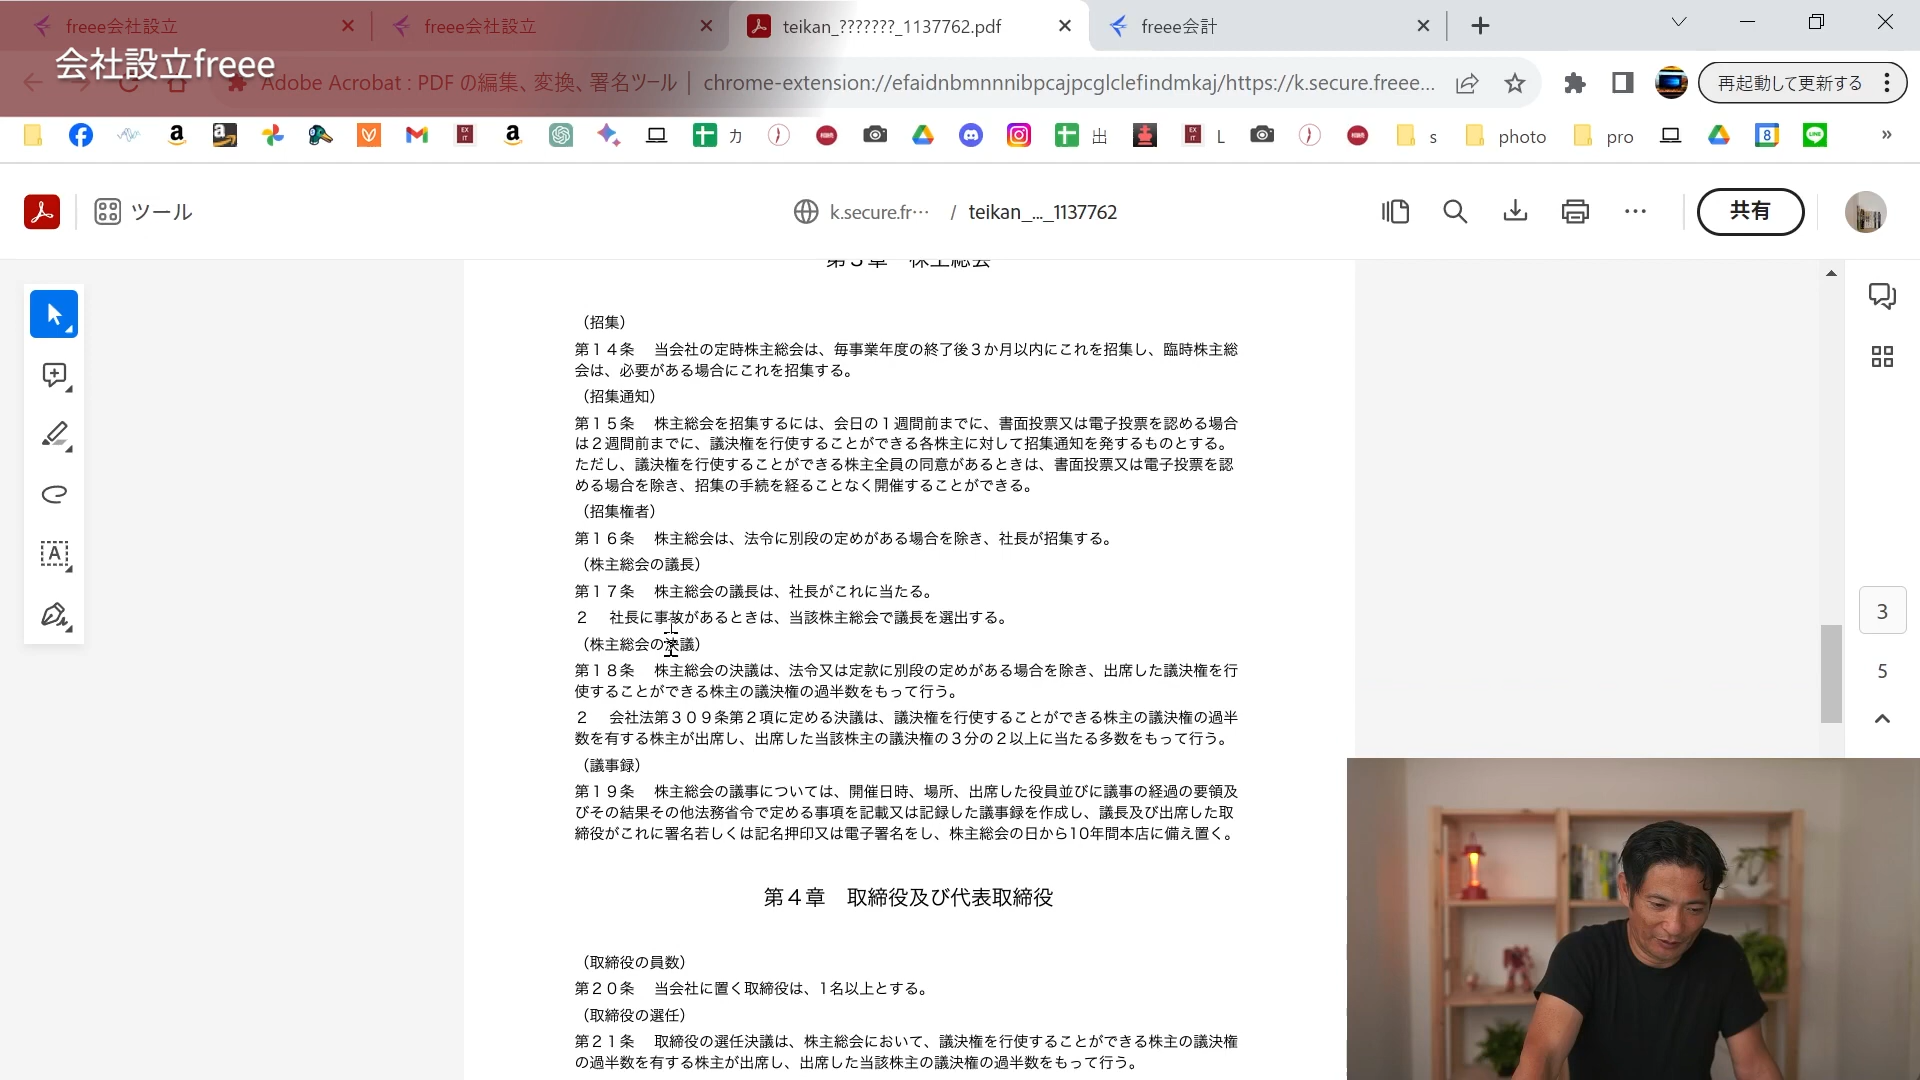 freee会社設立
freee会社設立
teikan_???????_1137762.pdf
freee会計
会社設立freee
Adobe Acrobat : PDF の編集、変換、署名ツール
chrome-extension://efaidnbmnnnibpcajpcglclefindmkaj/https://k.secure.freee...
再起動して更新する
カ
出
L
s
photo
pro
»
ツール
k.secure.fr… / teikan_..._1137762
共有
第３章　株主総会
（招集）
第１４条　当会社の定時株主総会は、毎事業年度の終了後３か月以内にこれを招集し、臨時株主総
会は、必要がある場合にこれを招集する。
（招集通知）
第１５条　株主総会を招集するには、会日の１週間前までに、書面投票又は電子投票を認める場合
は２週間前までに、議決権を行使することができる各株主に対して招集通知を発するものとする。
ただし、議決権を行使することができる株主全員の同意があるときは、書面投票又は電子投票を認
める場合を除き、招集の手続を経ることなく開催することができる。
（招集権者）
第１６条　株主総会は、法令に別段の定めがある場合を除き、社長が招集する。
（株主総会の議長）
第１７条　株主総会の議長は、社長がこれに当たる。
２　社長に事故があるときは、当該株主総会で議長を選出する。
（株主総会の決議）
第１８条　株主総会の決議は、法令又は定款に別段の定めがある場合を除き、出席した議決権を行
使することができる株主の議決権の過半数をもって行う。
２　会社法第３０９条第２項に定める決議は、議決権を行使することができる株主の議決権の過半
数を有する株主が出席し、出席した当該株主の議決権の３分の２以上に当たる多数をもって行う。
（議事録）
第１９条　株主総会の議事については、開催日時、場所、出席した役員並びに議事の経過の要領及
びその結果その他法務省令で定める事項を記載又は記録した議事録を作成し、議長及び出席した取
締役がこれに署名若しくは記名押印又は電子署名をし、株主総会の日から10年間本店に備え置く。
第４章　取締役及び代表取締役
（取締役の員数）
第２０条　当会社に置く取締役は、1名以上とする。
（取締役の選任）
第２１条　取締役の選任決議は、株主総会において、議決権を行使することができる株主の議決権
の過半数を有する株主が出席し、出席した当該株主の議決権の過半数をもって行う。
3
5